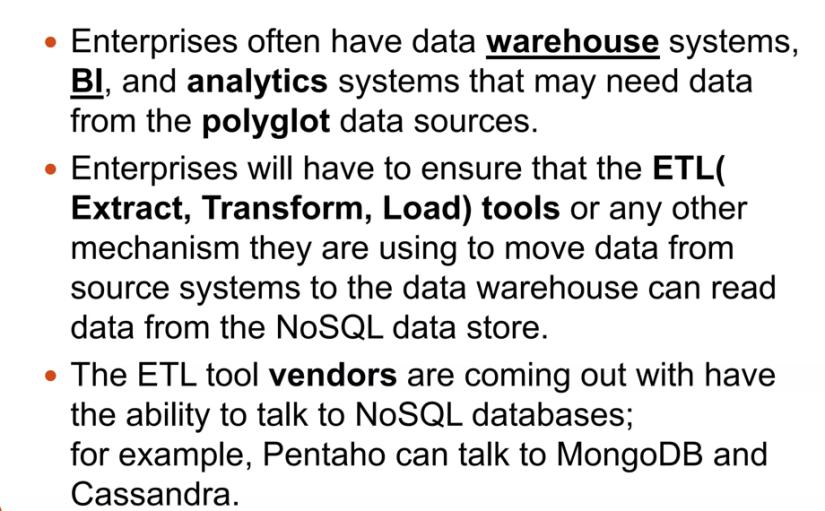 • Enterprises often have data warehouse systems,
BI, and analytics systems that may need data
from the polyglot data sources.
• Enterprises will have to ensure that the ETL(
Extract, Transform, Load) tools or any other
mechanism they are using to move data from
source systems to the data warehouse can read
data from the NoSQL data store.
• The ETL tool vendors are coming out with have
the ability to talk to NoSQL databases;
for example, Pentaho can talk to MongoDB and
Cassandra.